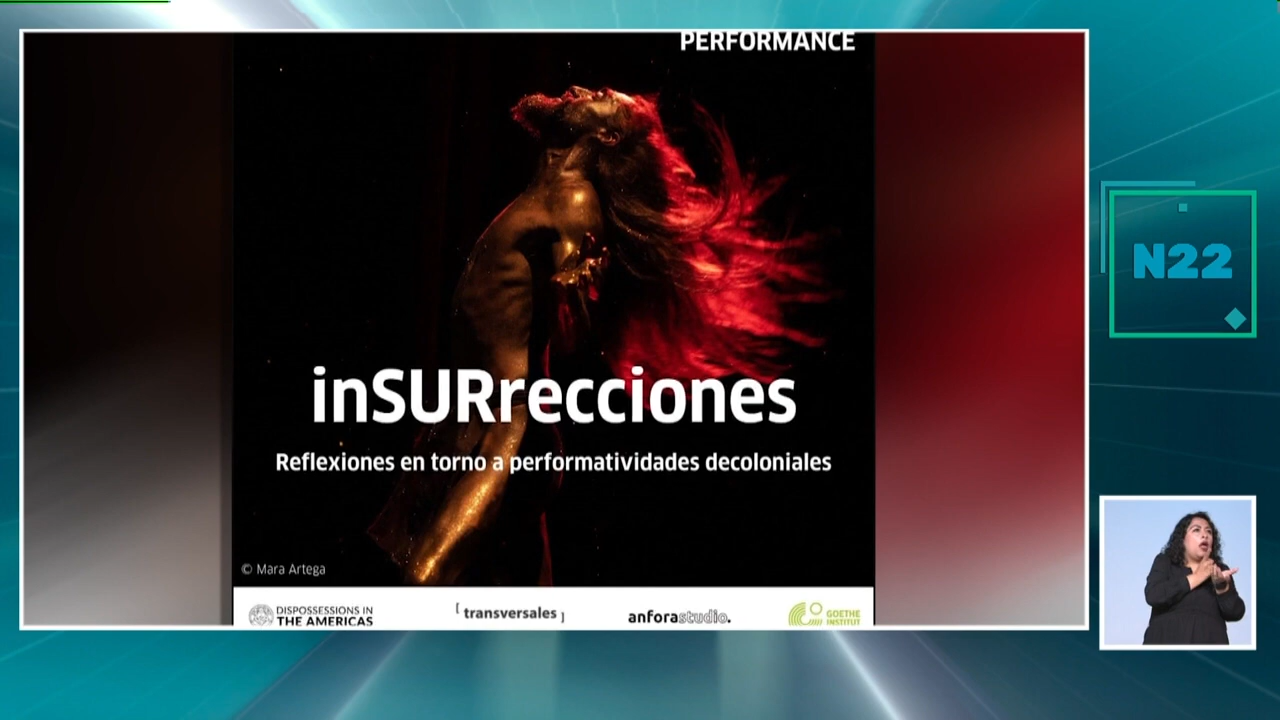 PERFORMANCE
N22
inSURrecciones
Reflexiones en torno a performatividades decoloniales
© Mara Artega
DISPOSSESSIONS IN
THE AMERICAS
[ transversales ]
anforastudio.
GOETHE
INSTITUT